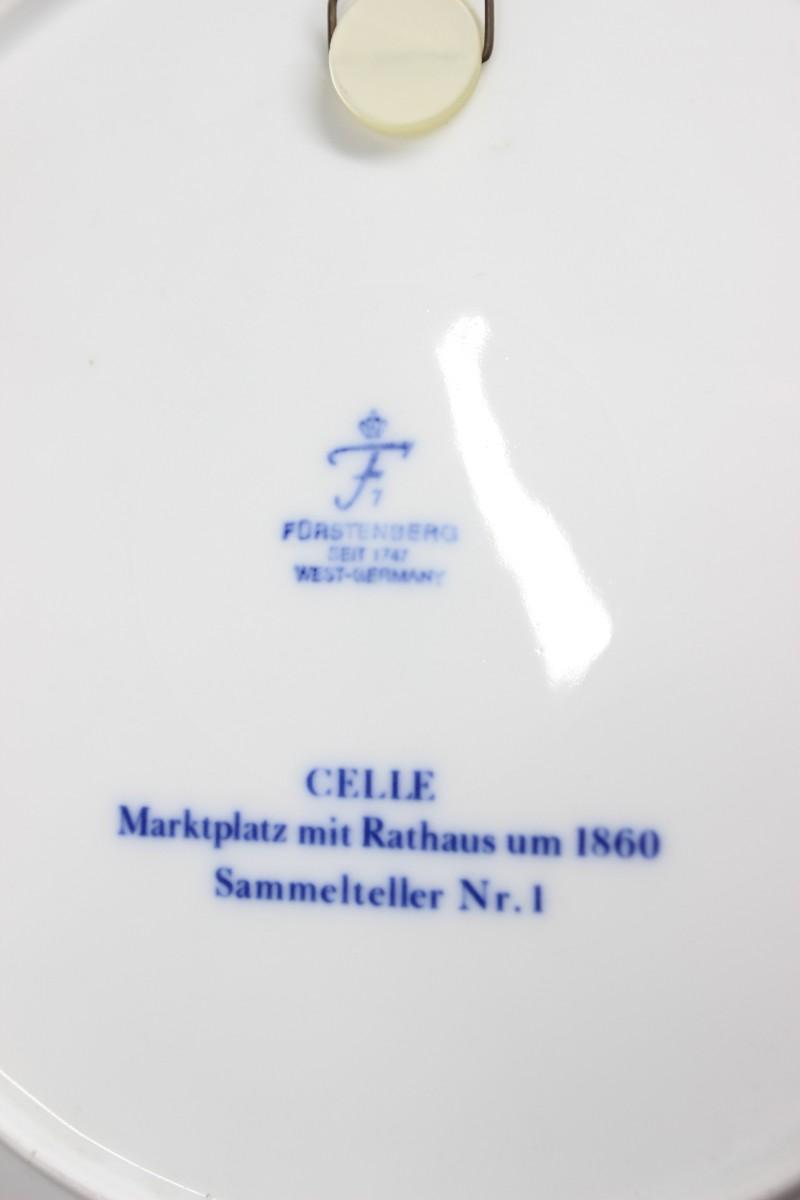 F
7
FÜRSTENBERG
SEIT 1747
WEST-GERMANY
CELLE
Marktplatz mit Rathaus um 1860
Sammelteller Nr. 1